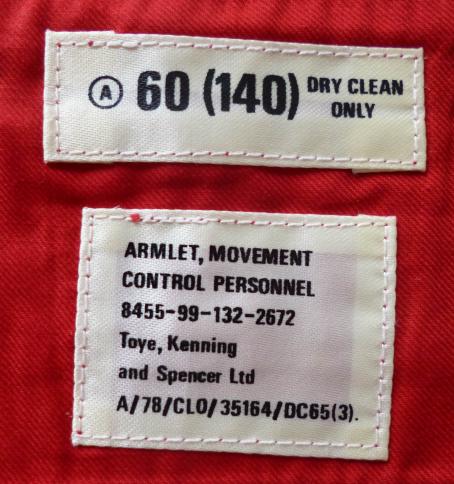 Ⓐ 60 (140) DRY CLEAN
ONLY
ARMLET, MOVEMENT
CONTROL PERSONNEL
8455-99-132-2672
Toye, Kenning
and Spencer Ltd
A/78/CLO/35164/DC65(3).